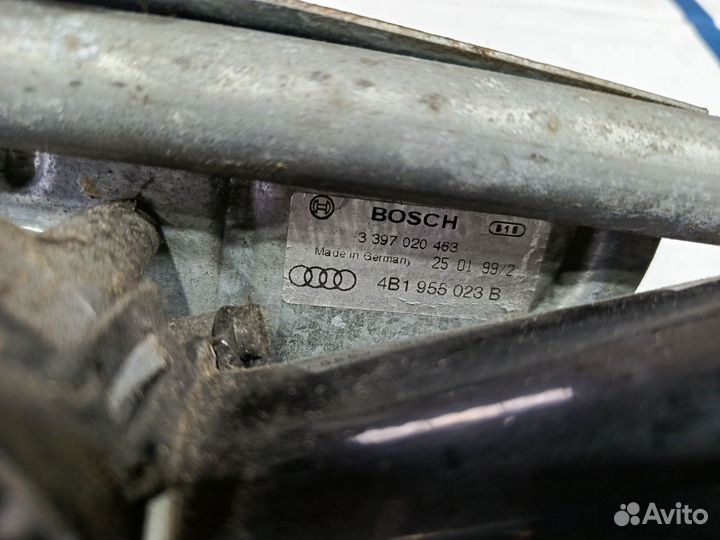 BOSCH
3 397 020 463
Made in Germany 25 01 99/2
4B1 955 023 B
Avito